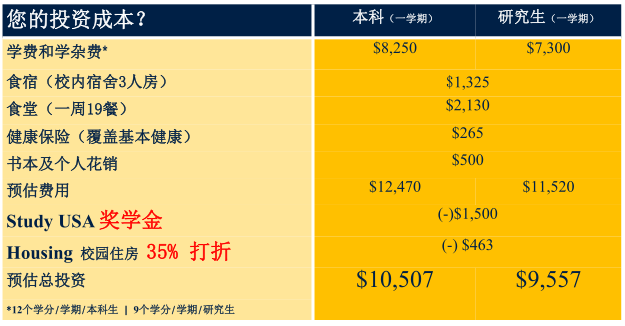 您的投资成本？ 本科（一学期） 研究生（一学期）
学费和学杂费* $8,250 $7,300
食宿（校内宿舍3人房） $1,325
食堂（一周19餐） $2,130
健康保险（覆盖基本健康） $265
书本及个人花销 $500
预估费用 $12,470 $11,520
Study USA 奖学金 (-)$1,500
Housing 校园住房 35% 打折 (-) $463
预估总投资 $10,507 $9,557
*12个学分/学期/本科生 | 9个学分/学期/研究生